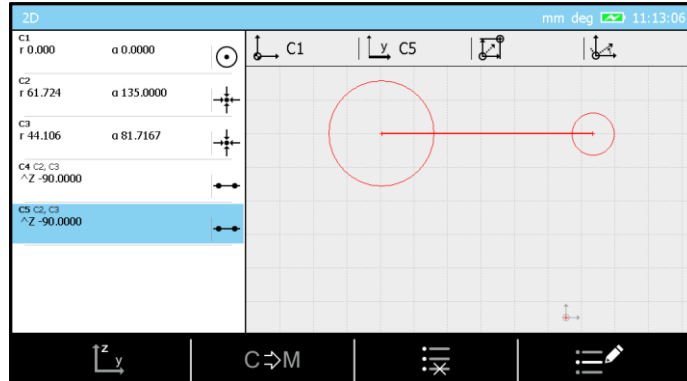 2D mm deg 11:13:06
C1
r 0.000 α 0.0000
C2
r 61.724 α 135.0000
C3
r 44.106 α 81.7167
C4 C2, C3
^Z -90.0000
C5 C2, C3
^Z -90.0000
C1 y C5
z y C⇒M